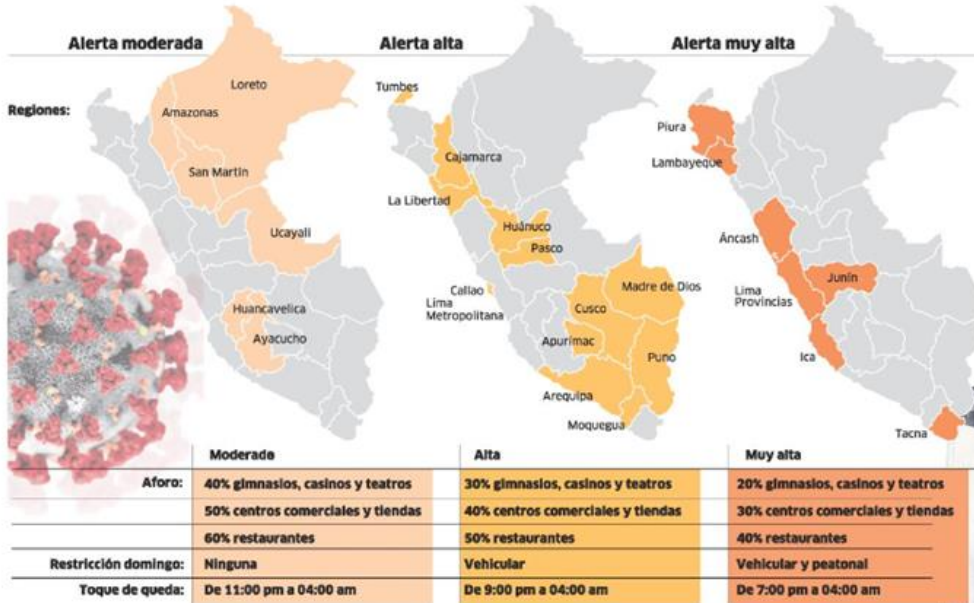 Alerta moderada
Alerta alta
Alerta muy alta
Regiones:
Loreto
Amazonas
San Martín
Ucayali
Huancavelica
Ayacucho
Tumbes
Cajamarca
La Libertad
Huánuco
Pasco
Callao
Lima
Metropolitana
Madre de Dios
Cusco
Apurímac
Puno
Arequipa
Moquegua
Piura
Lambayeque
Áncash
Junín
Lima
Provincias
Ica
Tacna
Moderado Alta Muy alta
Aforo: 40% gimnasios, casinos y teatros 30% gimnasios, casinos y teatros 20% gimnasios, casinos y teatros
50% centros comerciales y tiendas 40% centros comerciales y tiendas 30% centros comerciales y tiendas
60% restaurantes 50% restaurantes 40% restaurantes
Restricción domingo: Ninguna Vehicular Vehicular y peatonal
Toque de queda: De 11:00 pm a 04:00 am De 9:00 pm a 04:00 am De 7:00 pm a 04:00 am